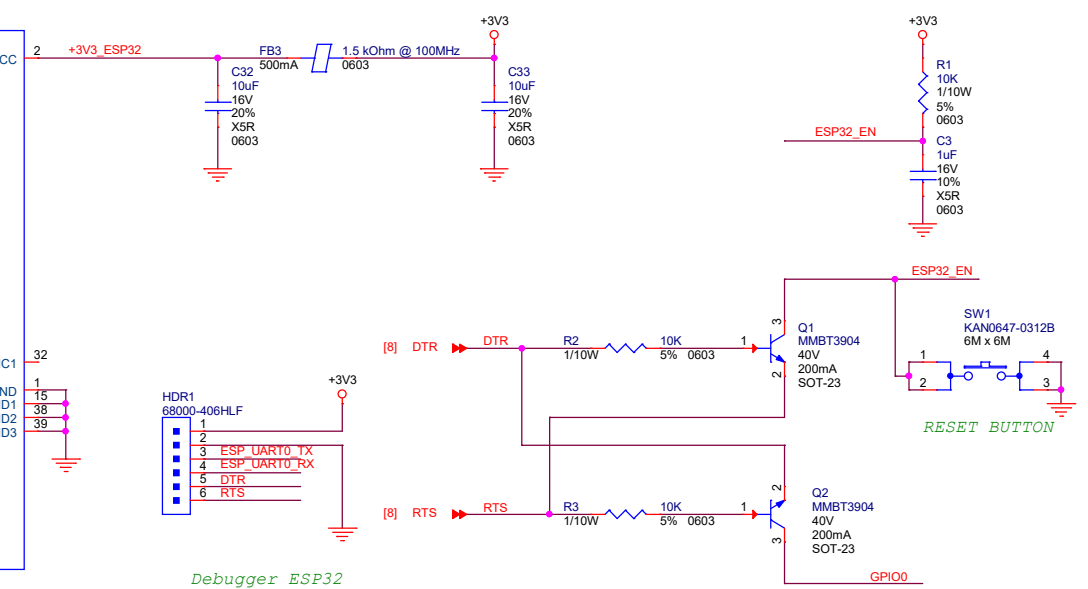 +3V3
+3V3
CC
2
+3V3_ESP32
FB3
500mA
1.5 kOhm @ 100MHz
0603
C32
10uF
16V
20%
X5R
0603
C33
10uF
16V
20%
X5R
0603
R1
10K
1/10W
5%
0603
ESP32_EN
C3
1uF
16V
10%
X5R
0603
ESP32_EN
SW1
KAN0647-0312B
6M x 6M
1
2
4
3
RESET BUTTON
[8] DTR
DTR
R2
1/10W
10K
5% 0603
1
3
2
Q1
MMBT3904
40V
200mA
SOT-23
C1
32
ND
1
D1
15
D2
38
D3
39
+3V3
HDR1
68000-406HLF
1
2
3 ESP_UART0_TX
4 ESP_UART0_RX
5 DTR
6 RTS
[8] RTS
RTS
R3
1/10W
10K
5% 0603
1
2
3
Q2
MMBT3904
40V
200mA
SOT-23
GPIO0
Debugger ESP32